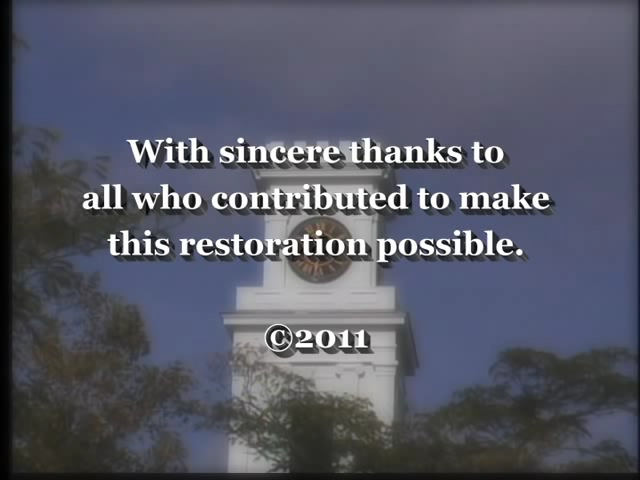 With sincere thanks to
all who contributed to make
this restoration possible.
©2011